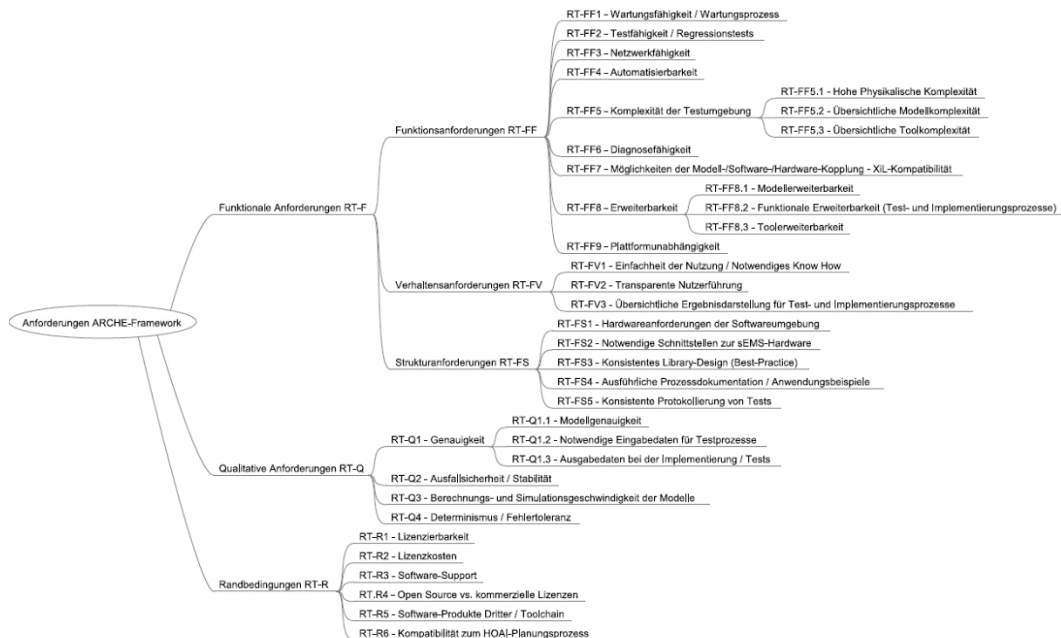 Anforderungen ARCHE-Framework
Funktionale Anforderungen RT-F
Funktionsanforderungen RT-FF
RT-FF1 - Wartungsfähigkeit / Wartungsprozess
RT-FF2 - Testfähigkeit / Regressionstests
RT-FF3 - Netzwerkfähigkeit
RT-FF4 - Automatisierbarkeit
RT-FF5 - Komplexität der Testumgebung
RT-FF5.1 - Hohe Physikalische Komplexität
RT-FF5.2 - Übersichtliche Modellkomplexität
RT-FF5.3 - Übersichtliche Toolkomplexität
RT-FF6 - Diagnosefähigkeit
RT-FF7 - Möglichkeiten der Modell-/Software-/Hardware-Kopplung - XiL-Kompatibilität
RT-FF8 - Erweiterbarkeit
RT-FF8.1 - Modellerweiterbarkeit
RT-FF8.2 - Funktionale Erweiterbarkeit (Test- und Implementierungsprozesse)
RT-FF8.3 - Toolerweiterbarkeit
RT-FF9 - Plattformunabhängigkeit
Verhaltensanforderungen RT-FV
RT-FV1 - Einfachheit der Nutzung / Notwendiges Know How
RT-FV2 - Transparente Nutzerführung
RT-FV3 - Übersichtliche Ergebnisdarstellung für Test- und Implementierungsprozesse
Strukturanforderungen RT-FS
RT-FS1 - Hardwareanforderungen der Softwareumgebung
RT-FS2 - Notwendige Schnittstellen zur sEMS-Hardware
RT-FS3 - Konsistentes Library-Design (Best-Practice)
RT-FS4 - Ausführliche Prozessdokumentation / Anwendungsbeispiele
RT-FS5 - Konsistente Protokollierung von Tests
Qualitative Anforderungen RT-Q
RT-Q1 - Genauigkeit
RT-Q1.1 - Modellgenauigkeit
RT-Q1.2 - Notwendige Eingabedaten für Testprozesse
RT-Q1.3 - Ausgabedaten bei der Implementierung / Tests
RT-Q2 - Ausfallsicherheit / Stabilität
RT-Q3 - Berechnungs- und Simulationsgeschwindigkeit der Modelle
RT-Q4 - Determinismus / Fehlertoleranz
Randbedingungen RT-R
RT-R1 - Lizenzierbarkeit
RT-R2 - Lizenzkosten
RT-R3 - Software-Support
RT.R4 - Open Source vs. kommerzielle Lizenzen
RT-R5 - Software-Produkte Dritter / Toolchain
RT-R6 - Kompatibilität zum HOAI-Planungsprozess